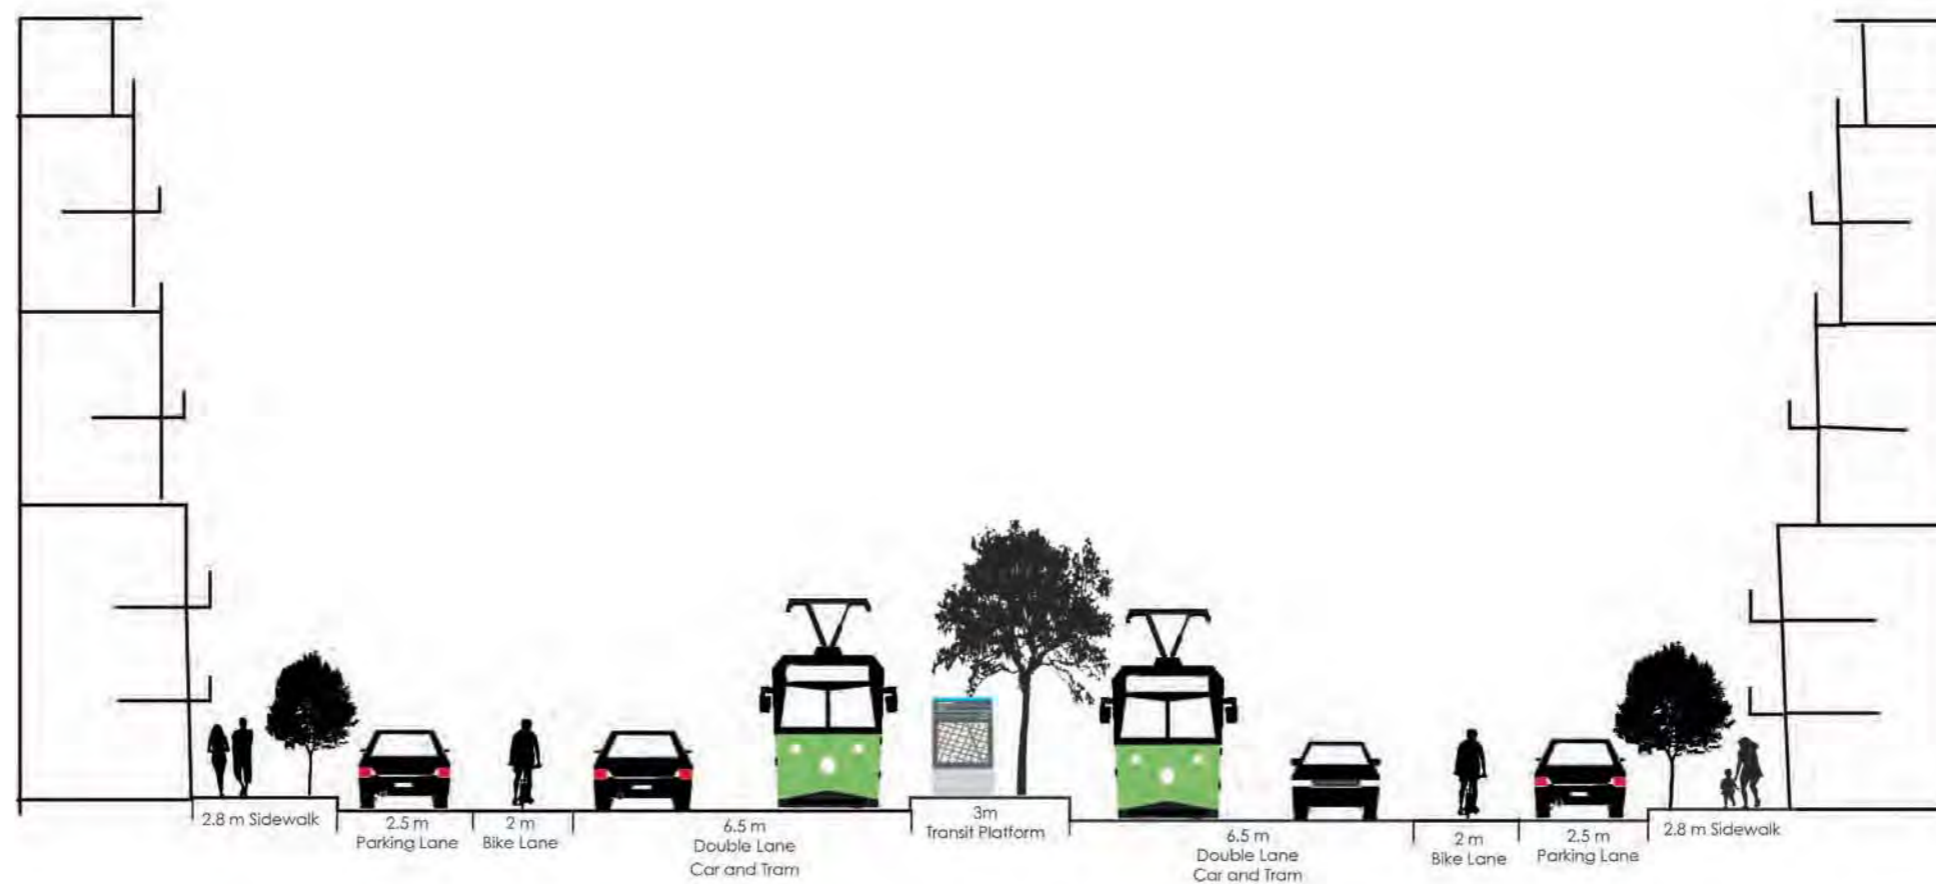 2.8 m Sidewalk
2.5 m
Parking Lane
2 m
Bike Lane
6.5 m
Double Lane
Car and Tram
3m
Transit Platform
6.5 m
Double Lane
Car and Tram
2 m
Bike Lane
2.5 m
Parking Lane
2.8 m Sidewalk